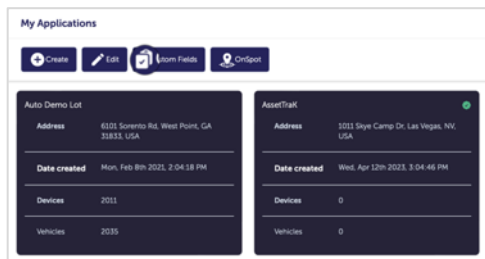 My Applications
Create Edit stom Fields OnSpot
Auto Demo Lot
Address 6101 Sorento Rd, West Point, GA
31833, USA
Date created Mon, Feb 8th 2021, 2:04:18 PM
Devices 2011
Vehicles 2035
AssetTraK
Address 1011 Skye Camp Dr, Las Vegas, NV,
USA
Date created Wed, Apr 12th 2023, 3:04:46 PM
Devices 0
Vehicles 0